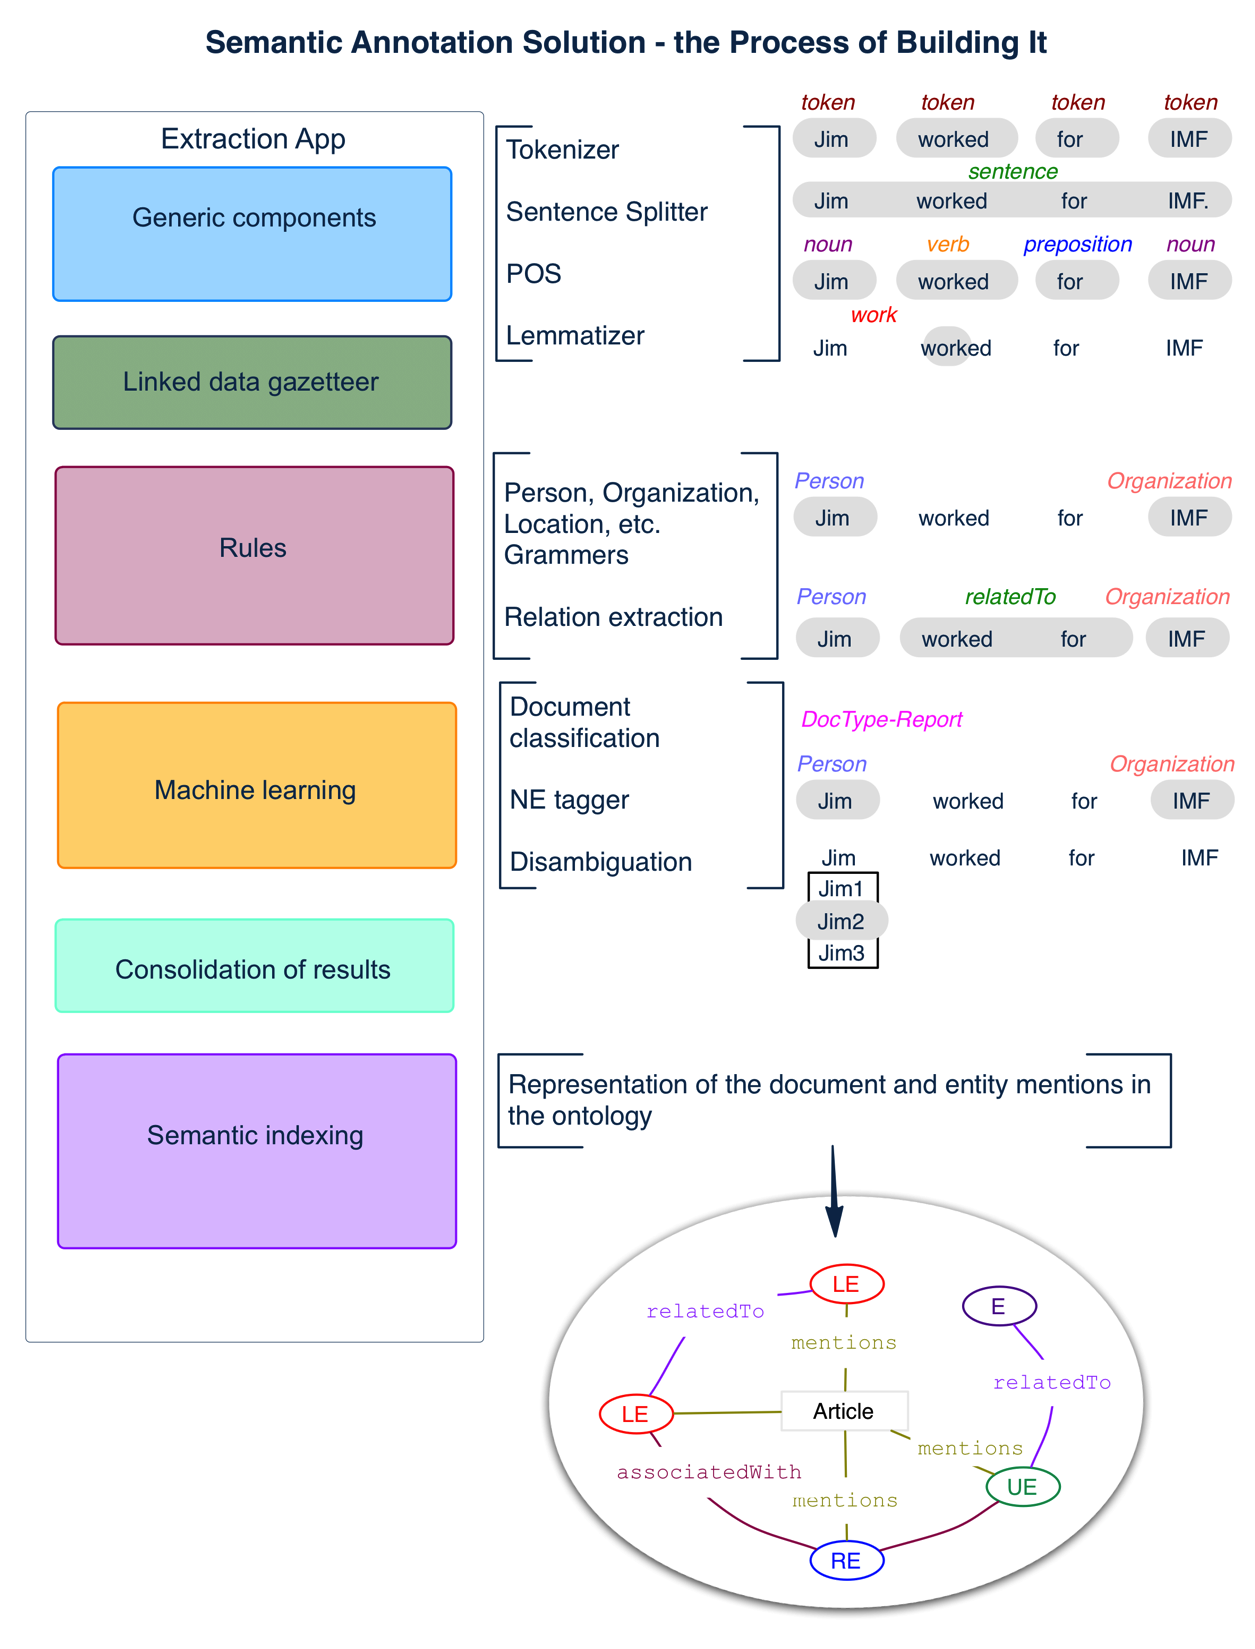 Semantic Annotation Solution - the Process of Building It
Extraction App
Generic components
Linked data gazetteer
Rules
Machine learning
Consolidation of results
Semantic indexing
Tokenizer
Sentence Splitter
POS
Lemmatizer
token token token token
Jim worked for IMF
sentence
Jim worked for IMF.
noun verb preposition noun
Jim worked for IMF
work
Jim worked for IMF
Person, Organization,
Location, etc.
Grammers
Relation extraction
Person Organization
Jim worked for IMF
Person relatedTo Organization
Jim worked for IMF
Document
classification
NE tagger
Disambiguation
DocType-Report
Person Organization
Jim worked for IMF
Jim worked for IMF
Jim1
Jim2
Jim3
Representation of the document and entity mentions in
the ontology
LE
E
relatedTo
mentions
relatedTo
LE
Article
mentions
associatedWith
UE
mentions
RE